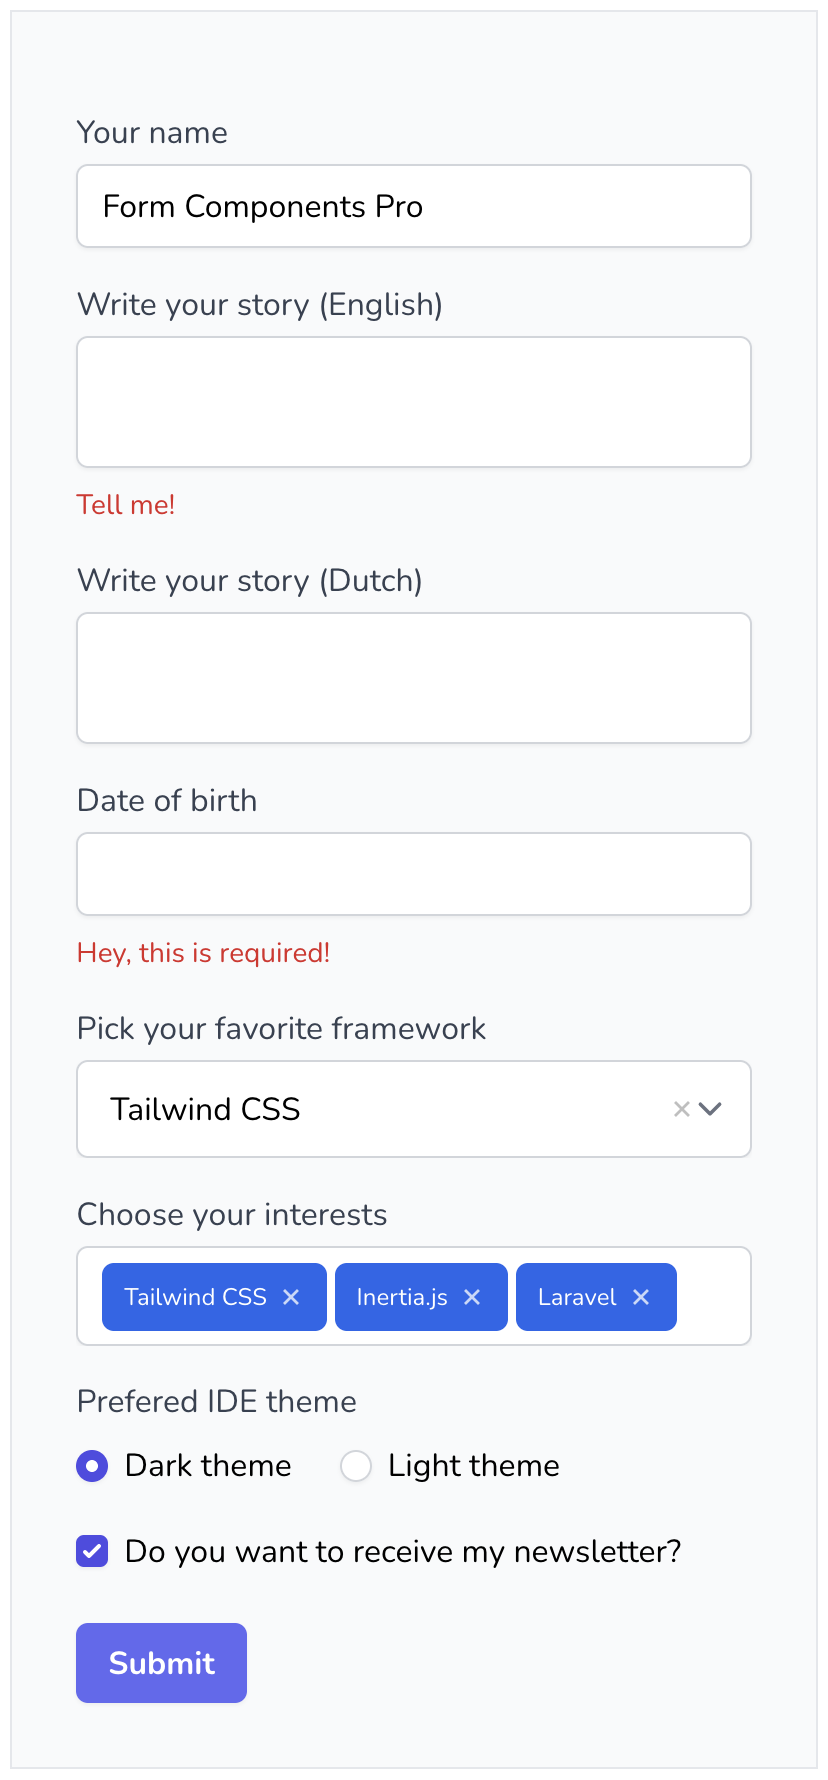 Your name
Form Components Pro
Write your story (English)
Tell me!
Write your story (Dutch)
Date of birth
Hey, this is required!
Pick your favorite framework
Tailwind CSS
Choose your interests
Tailwind CSS Inertia.js Laravel
Prefered IDE theme
Dark theme Light theme
Do you want to receive my newsletter?
Submit